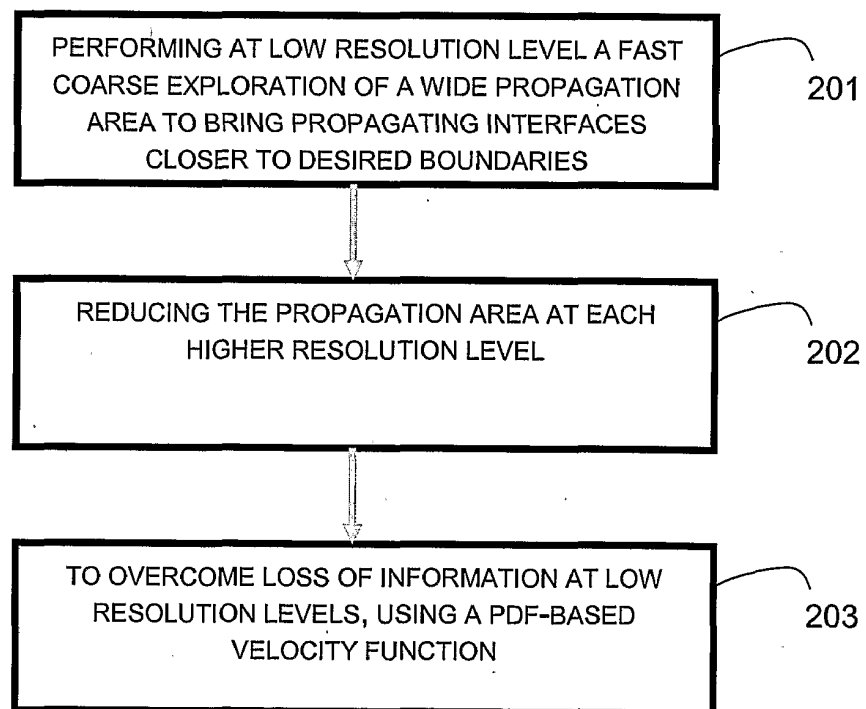 PERFORMING AT LOW RESOLUTION LEVEL A FAST
COARSE EXPLORATION OF A WIDE PROPAGATION
AREA TO BRING PROPAGATING INTERFACES
CLOSER TO DESIRED BOUNDARIES
201
REDUCING THE PROPAGATION AREA AT EACH
HIGHER RESOLUTION LEVEL
202
TO OVERCOME LOSS OF INFORMATION AT LOW
RESOLUTION LEVELS, USING A PDF-BASED
VELOCITY FUNCTION
203